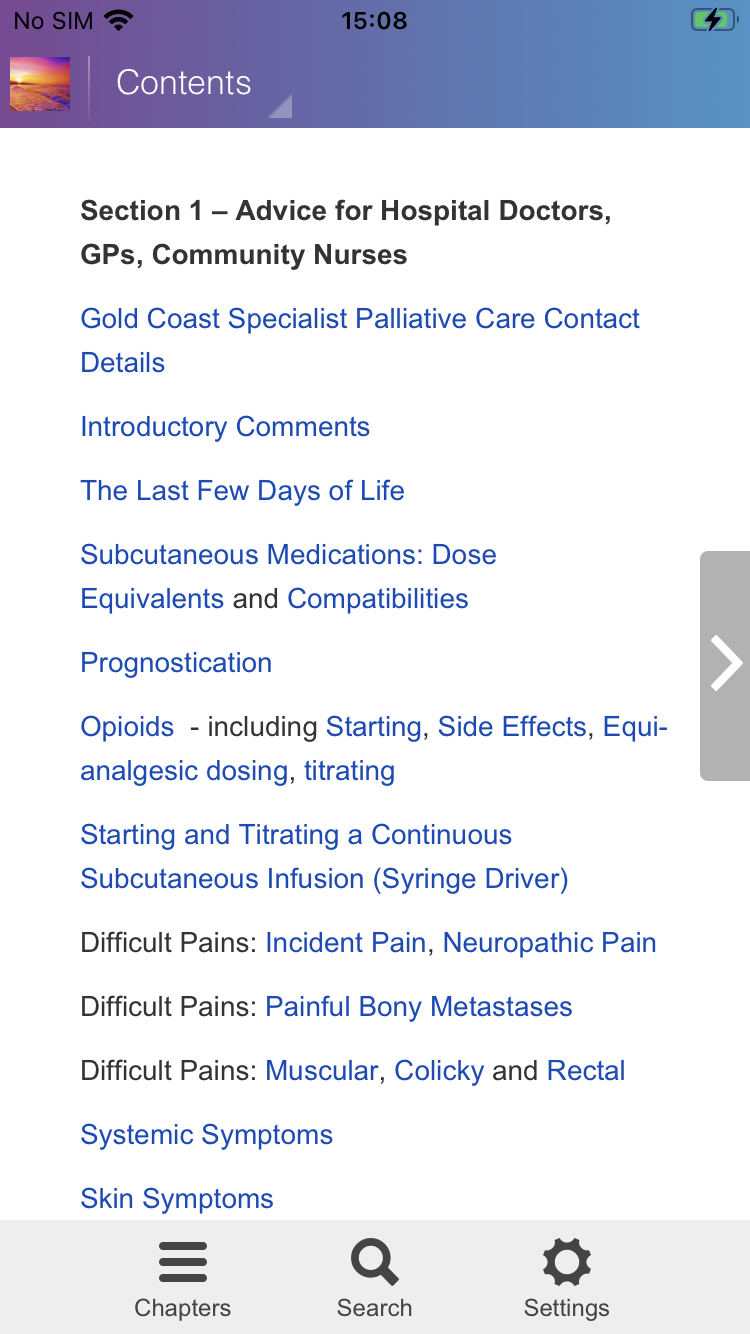 No SIM 15:08
Contents
Section 1 – Advice for Hospital Doctors,
GPs, Community Nurses
Gold Coast Specialist Palliative Care Contact
Details
Introductory Comments
The Last Few Days of Life
Subcutaneous Medications: Dose
Equivalents and Compatibilities
Prognostication
Opioids  - including Starting, Side Effects, Equi-
analgesic dosing, titrating
Starting and Titrating a Continuous
Subcutaneous Infusion (Syringe Driver)
Difficult Pains: Incident Pain, Neuropathic Pain
Difficult Pains: Painful Bony Metastases
Difficult Pains: Muscular, Colicky and Rectal
Systemic Symptoms
Skin Symptoms
Chapters Search Settings